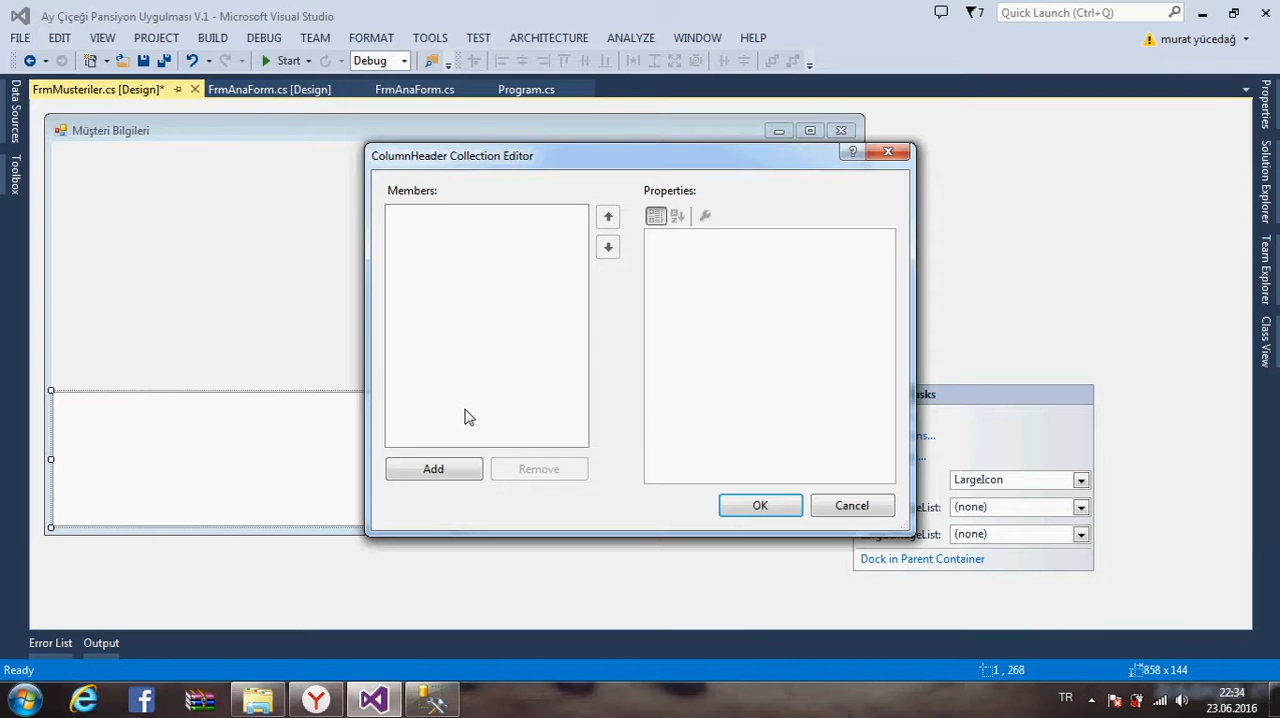 Ay Çiçeği Pansiyon Uygulması V.1 - Microsoft Visual Studio
7
Quick Launch (Ctrl+Q)
FILE EDIT VIEW PROJECT BUILD DEBUG TEAM FORMAT TOOLS TEST ARCHITECTURE ANALYZE WINDOW HELP
murat yücedağ
Start
Debug
FrmMusteriler.cs [Design]*
FrmAnaForm.cs [Design]
FrmAnaForm.cs
Program.cs
Data Sources
Toolbox
Properties
Solution Explorer
Team Explorer
Class View
Müşteri Bilgileri
ColumnHeader Collection Editor
?
Members:
Properties:
Add
Remove
OK
Cancel
LargeIcon
(none)
(none)
Dock in Parent Container
Error List
Output
Ready
1 , 268
858 x 144
TR
22:34
23.06.2016